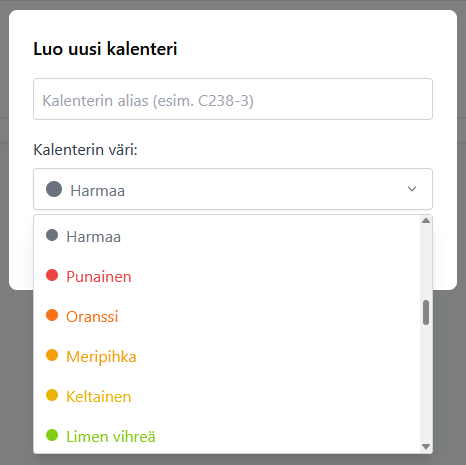 Luo uusi kalenteri
Kalenterin alias (esim. C238-3)
Kalenterin väri:
Harmaa
Harmaa
Punainen
Oranssi
Meripihka
Keltainen
Limen vihreä